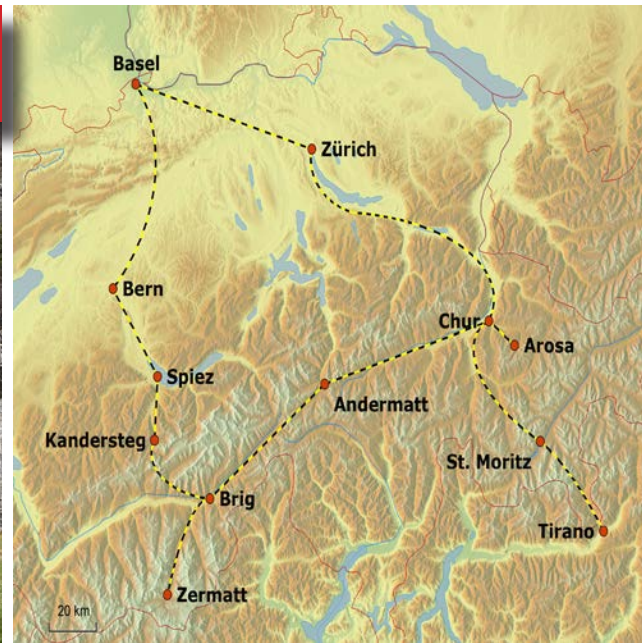 Basel
Zürich
Bern
Chur
Arosa
Spiez
Andermatt
Kandersteg
St. Moritz
Brig
Tirano
Zermatt
20 km